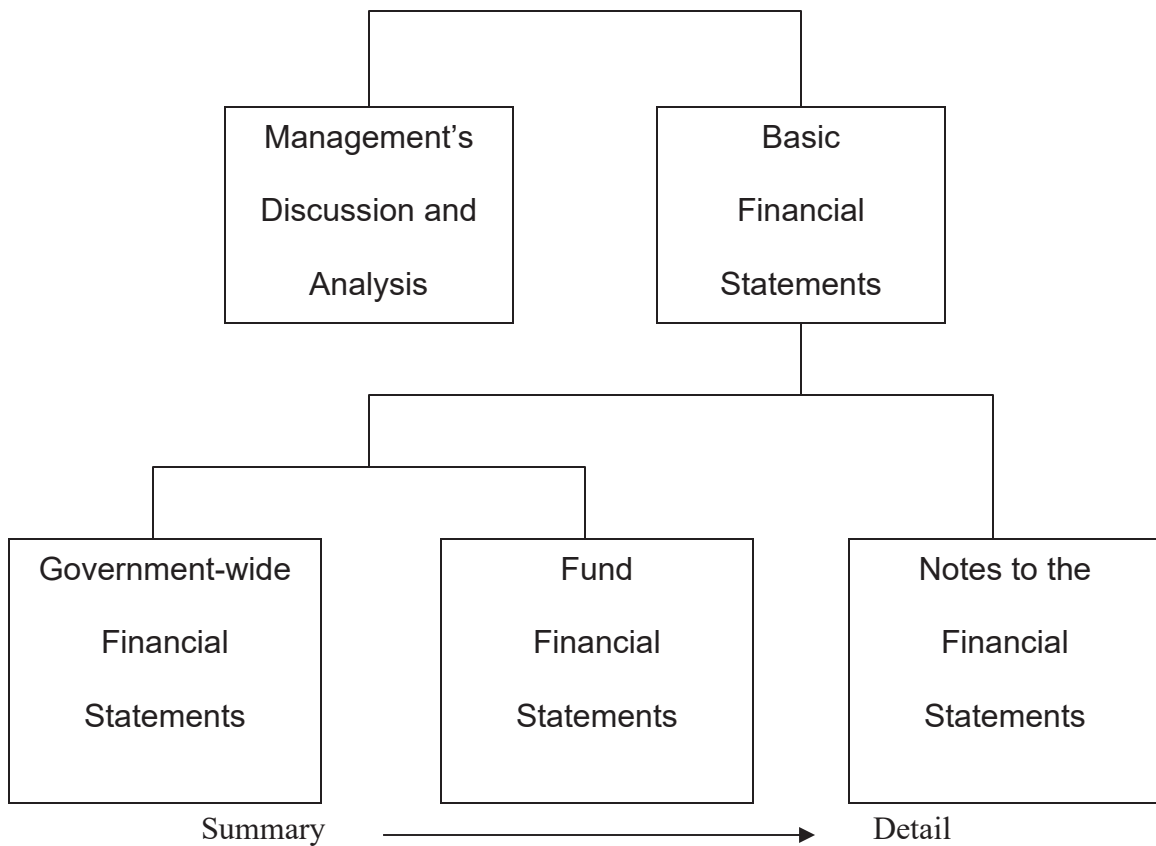 Management’s
Discussion and
Analysis
Basic
Financial
Statements
Government-wide
Financial
Statements
Fund
Financial
Statements
Notes to the
Financial
Statements
Summary
Detail